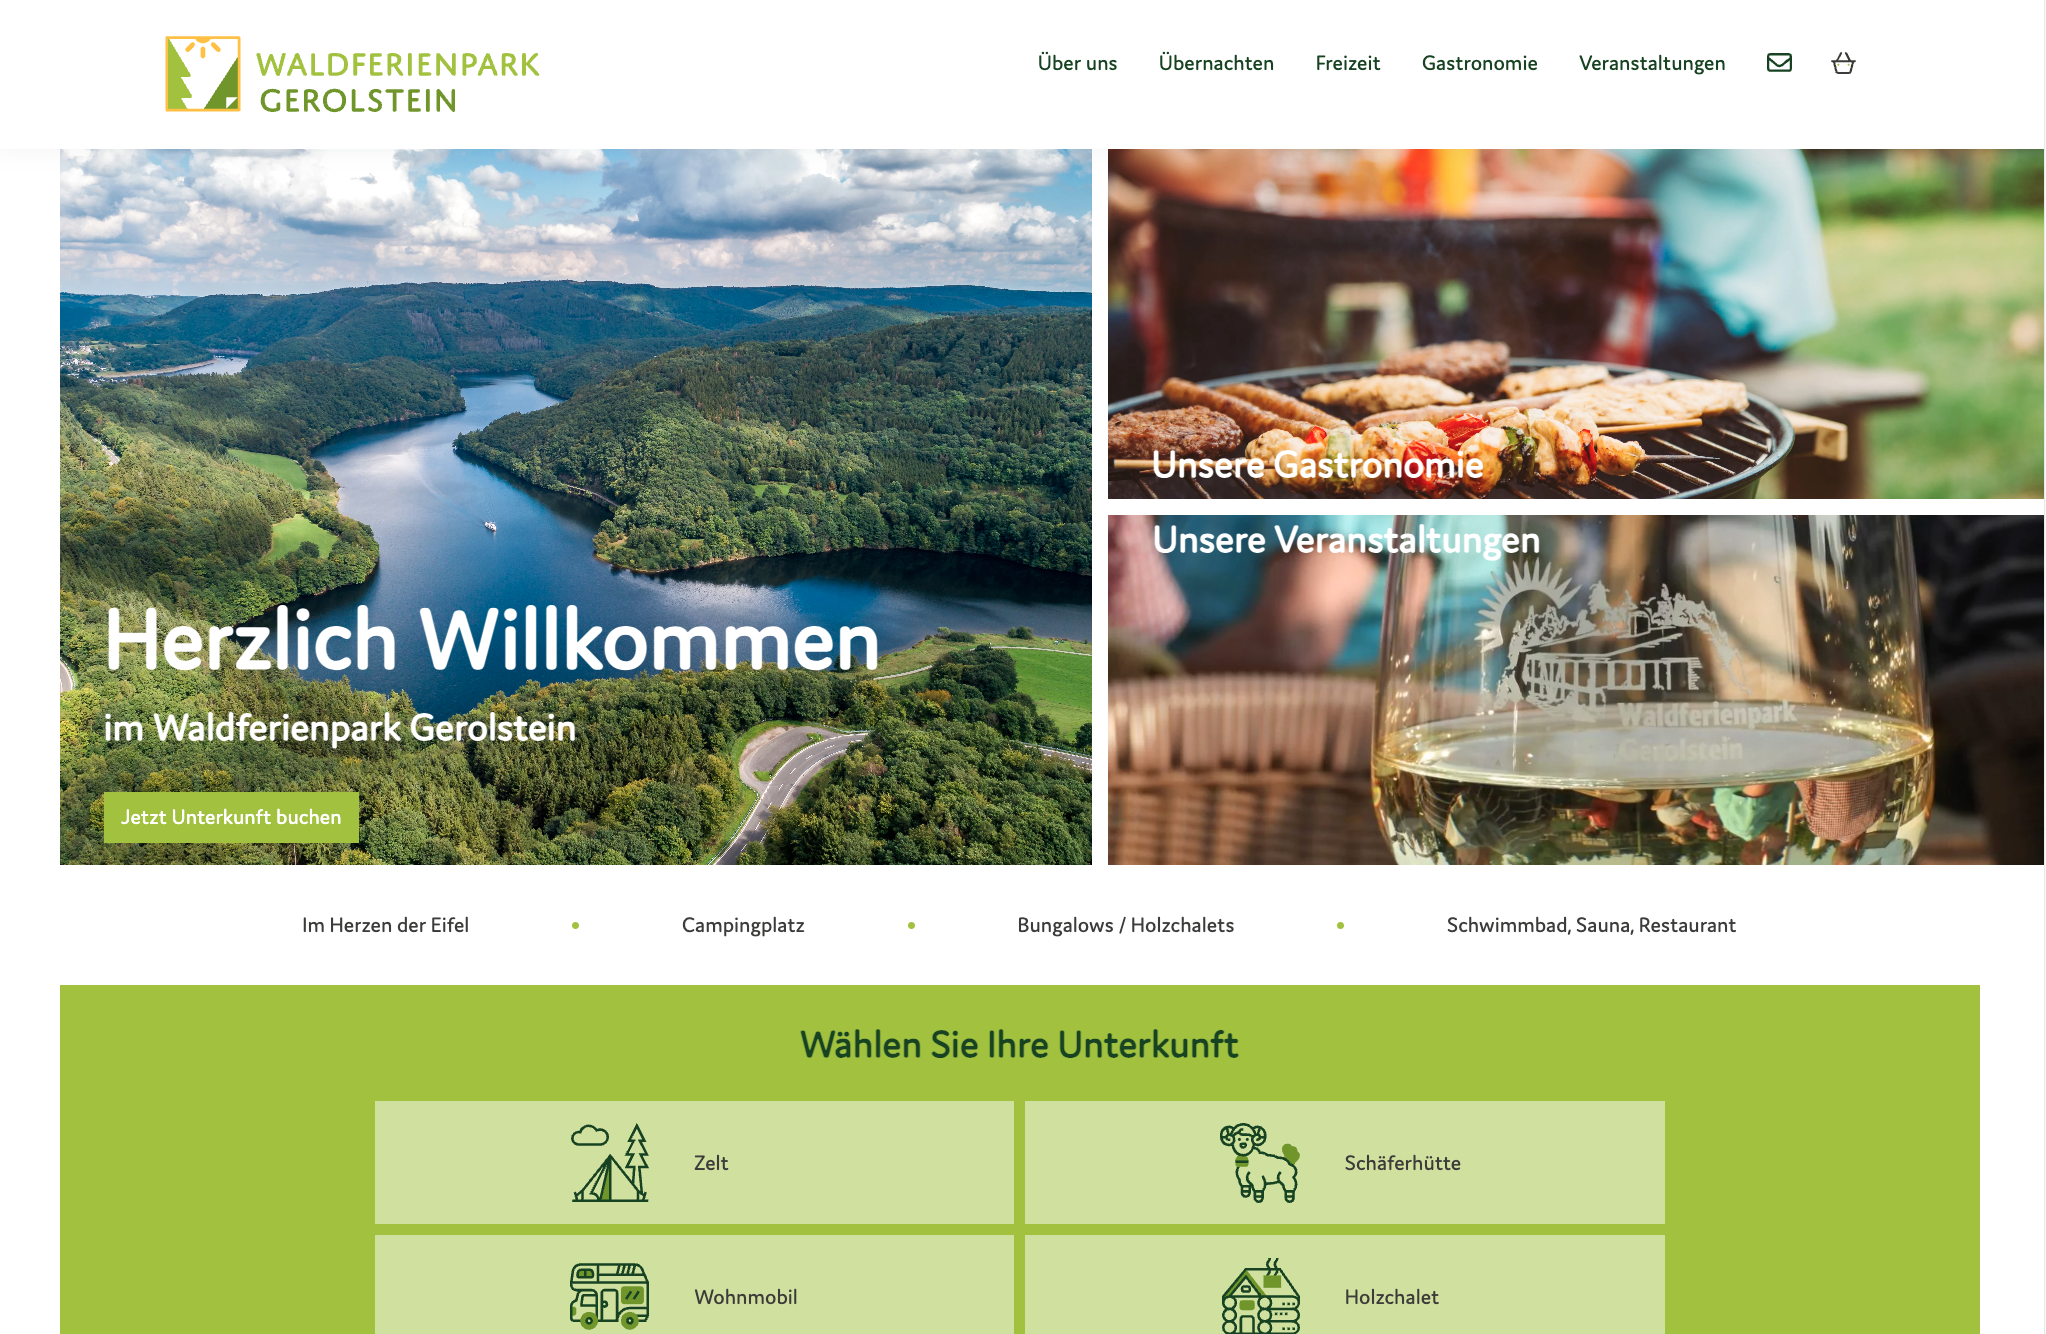 WALDFERIENPARK
GEROLSTEIN
Über uns
Übernachten
Freizeit
Gastronomie
Veranstaltungen
Herzlich Willkommen
im Waldferienpark Gerolstein
Jetzt Unterkunft buchen
Unsere Gastronomie
Unsere Veranstaltungen
Waldferienpark
Gerolstein
Im Herzen der Eifel
Campingplatz
Bungalows / Holzchalets
Schwimmbad, Sauna, Restaurant
Wählen Sie Ihre Unterkunft
Zelt
Schäferhütte
Wohnmobil
Holzchalet